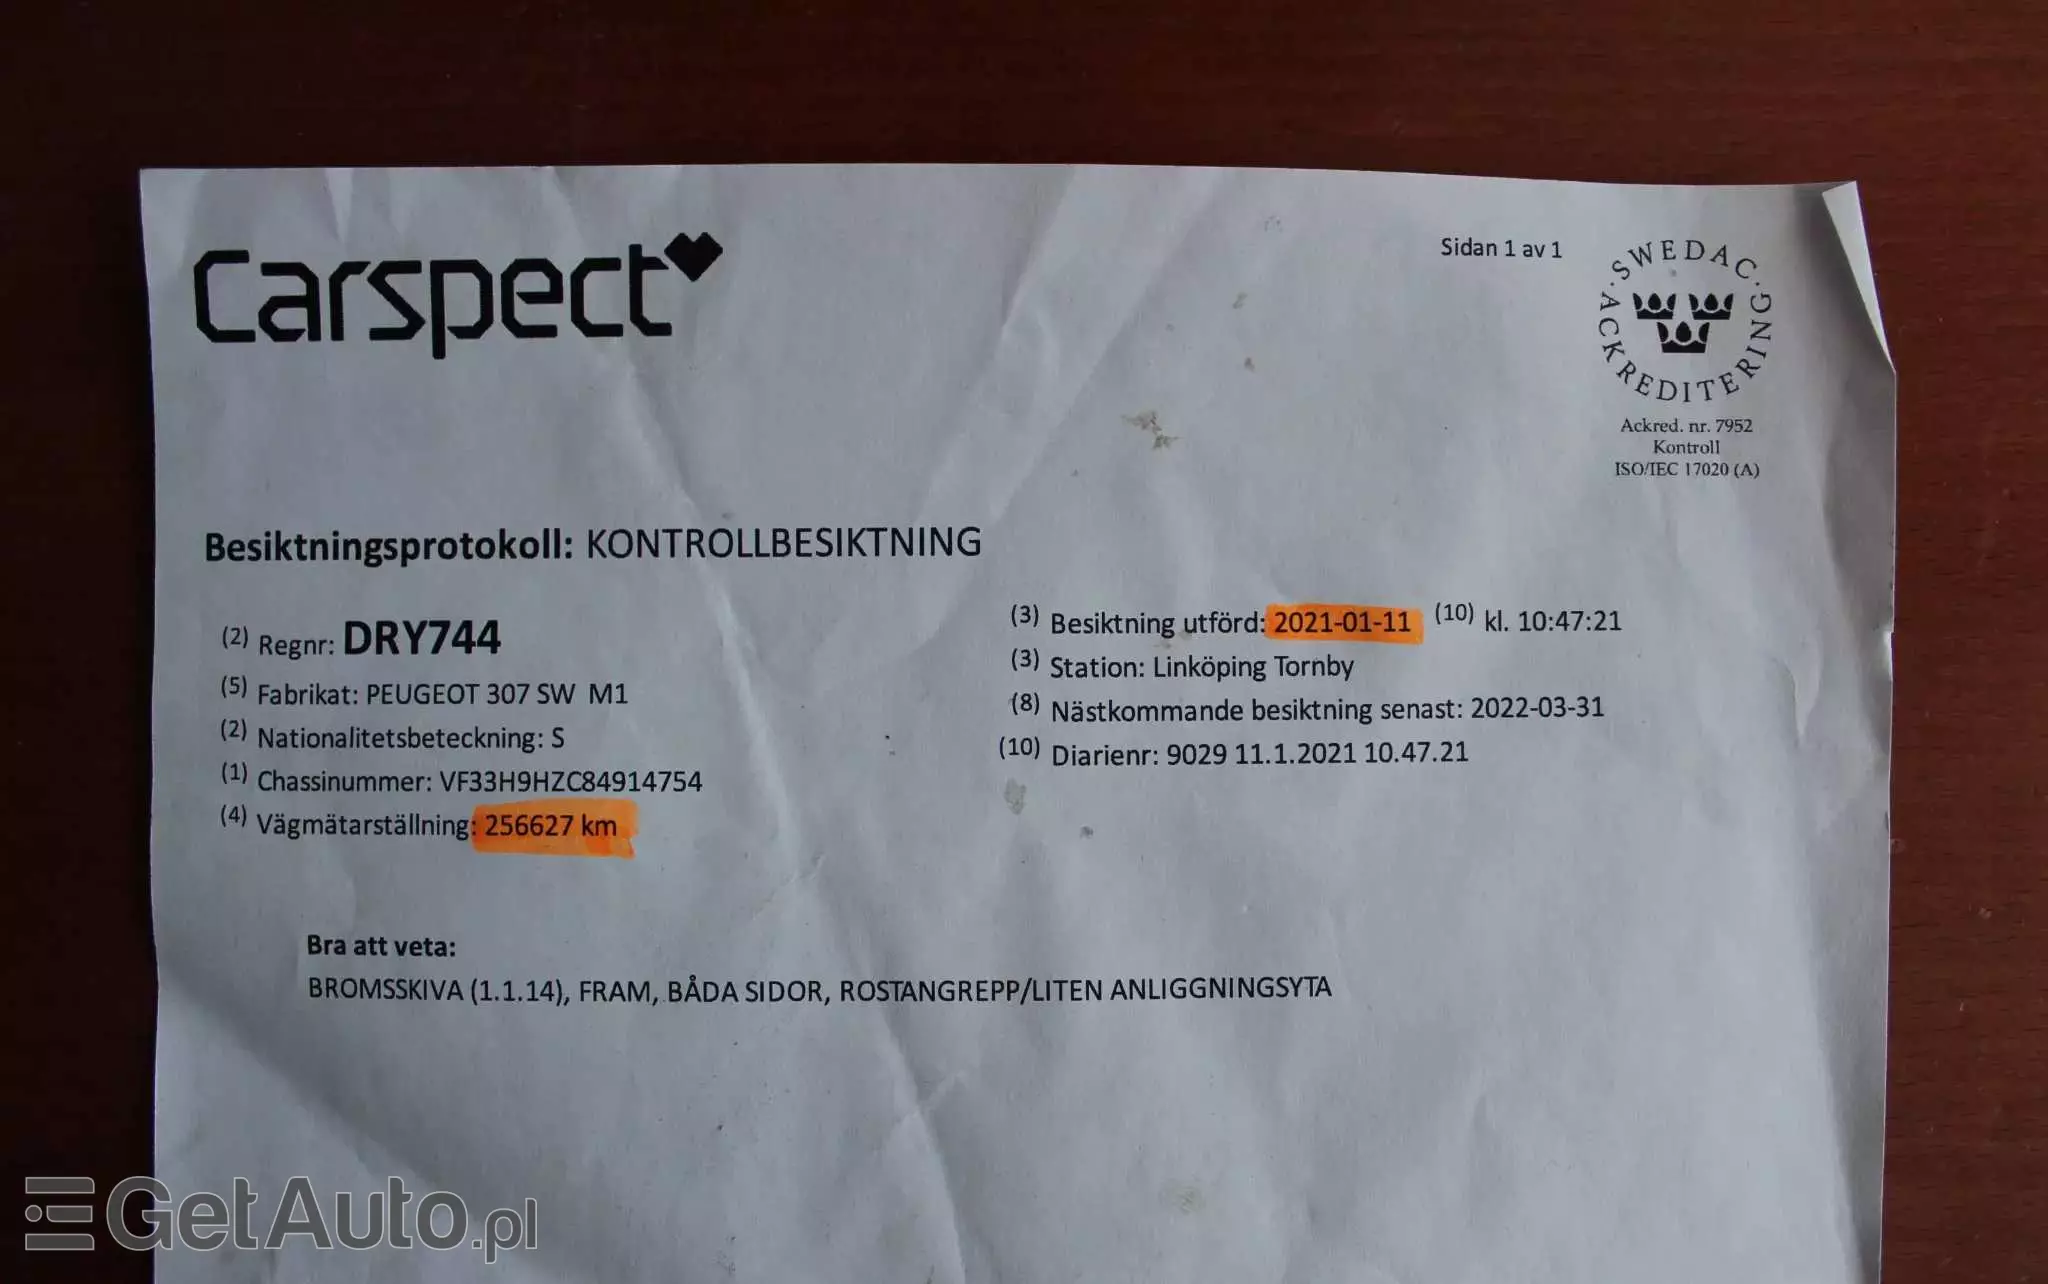 Carspect
Sidan 1 av 1
SWEDAC
ACKREDITERING
Ackred. nr. 7952
Kontroll
ISO/IEC 17020 (A)
Besiktningsprotokoll: KONTROLLBESIKTNING
(2) Regnr: DRY744
(5) Fabrikat: PEUGEOT 307 SW M1
(2) Nationalitetsbeteckning: S
(1) Chassinummer: VF33H9HZC84914754
(4) Vägmätarställning: 256627 km
(3) Besiktning utförd: 2021-01-11 (10) kl. 10:47:21
(3) Station: Linköping Tornby
(8) Nästkommande besiktning senast: 2022-03-31
(10) Diarienr: 9029 11.1.2021 10.47.21
Bra att veta:
BROMSSKIVA (1.1.14), FRAM, BÅDA SIDOR, ROSTANGREPP/LITEN ANLIGGNINGSYTA
GetAuto.pl